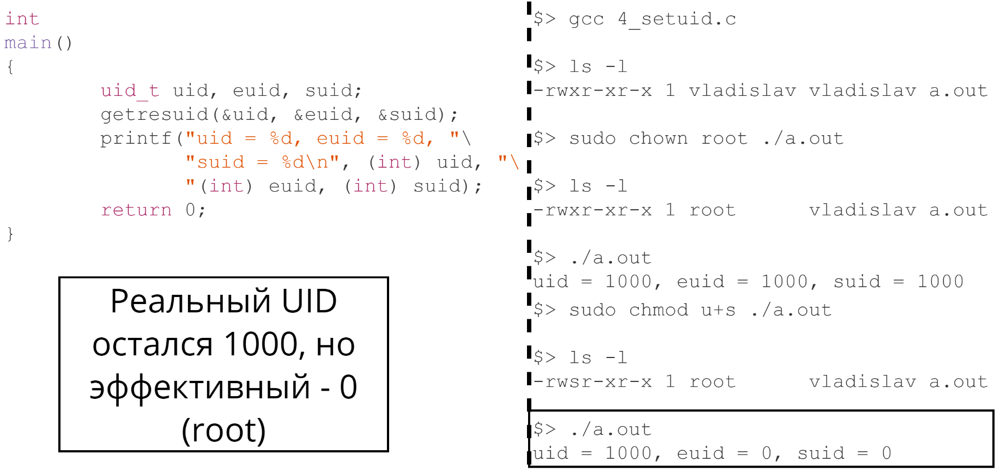 int
main()
{
uid_t uid, euid, suid;
getresuid(&uid, &euid, &suid);
printf("uid = %d, euid = %d, "\
"suid = %d\n", (int) uid, "\
"(int) euid, (int) suid);
return 0;
}
Реальный UID
остался 1000, но
эффективный - 0
(root)
$> gcc 4_setuid.c
$> ls -l
-rwxr-xr-x 1 vladislav vladislav a.out
$> sudo chown root ./a.out
$> ls -l
-rwxr-xr-x 1 root vladislav a.out
$> ./a.out
uid = 1000, euid = 1000, suid = 1000
$> sudo chmod u+s ./a.out
$> ls -l
-rwsr-xr-x 1 root vladislav a.out
$> ./a.out
uid = 1000, euid = 0, suid = 0